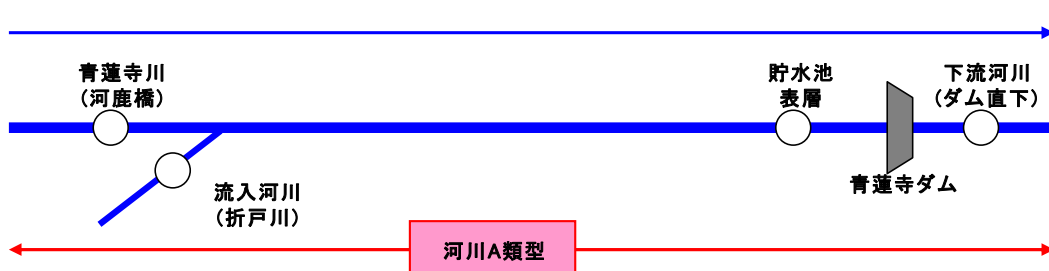 青蓮寺川
(河鹿橋)
貯水池
表層
下流河川
(ダム直下)
流入河川
(折戸川)
青蓮寺ダム
河川A類型